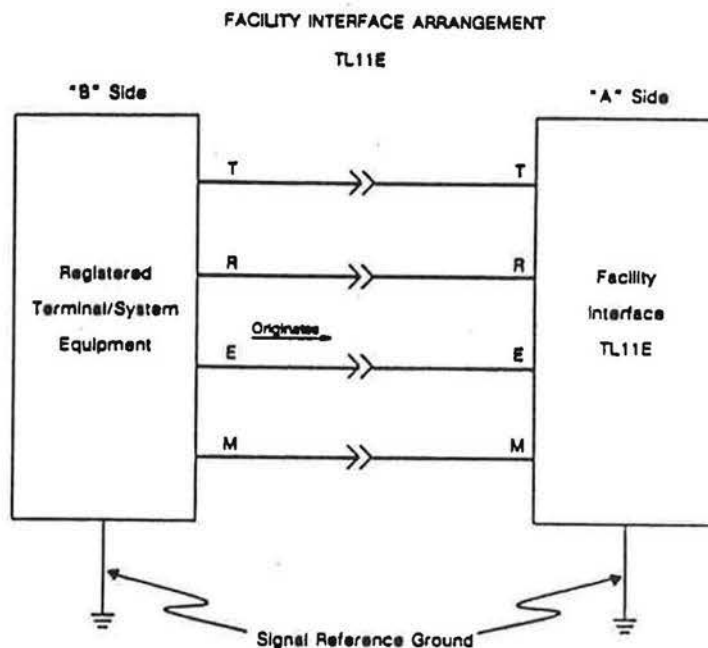 FACILITY INTERFACE ARRANGEMENT
TL11E
"B" Side
"A" Side
T
T
R
R
Registered
Terminal/System
Equipment
Facility
Interface
TL11E
Originates
E
E
M
M
Signal Reference Ground